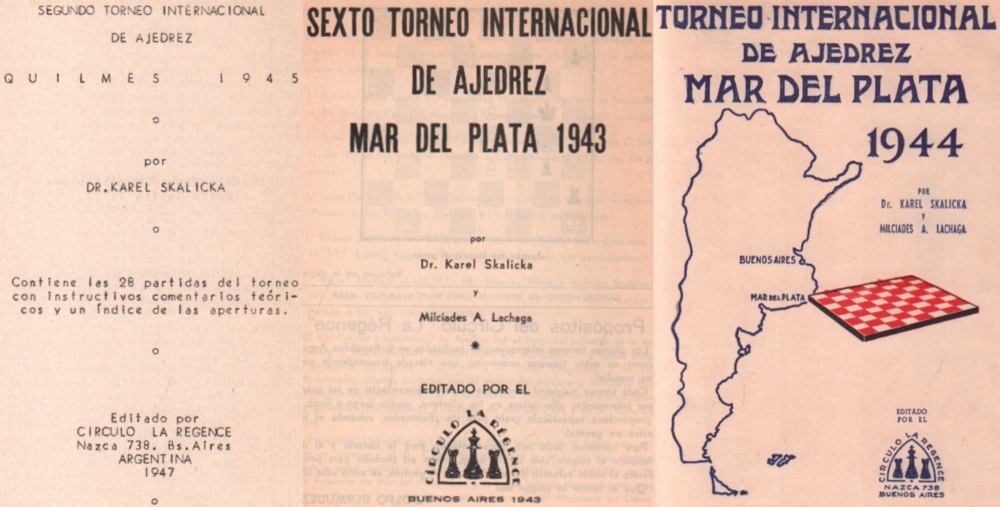 SEGUNDO TORNEO INTERNACIONAL
DE AJEDREZ
QUILMES 1945
por
DR. KAREL SKALICKA
Contiene las 28 partidas del torneo
con instructivos comentarios teóri-
cos y un índice de las aperturas.
Editado por
CIRCULO LA REGENCE
Nazca 738. Bs.Aires
ARGENTINA
1947
SEXTO TORNEO INTERNACIONAL
DE AJEDREZ
MAR DEL PLATA 1943
por
Dr. Karel Skalicka
y
Milcíades A. Lachaga
Propósitos del Círculo "La Régence"
EDITADO POR EL
CIRCULO LA RÉGENCE
BUENOS AIRES 1943
TORNEO INTERNACIONAL
DE AJEDREZ
MAR DEL PLATA
1944
POR
Dr. KAREL SKALICKA
Y
MILCIADES A. LACHAGA
BUENOS AIRES
MAR DEL PLATA
EDITADO
POR EL
CIRCULO LA RÉGENCE
NAZCA 738
BUENOS AIRES